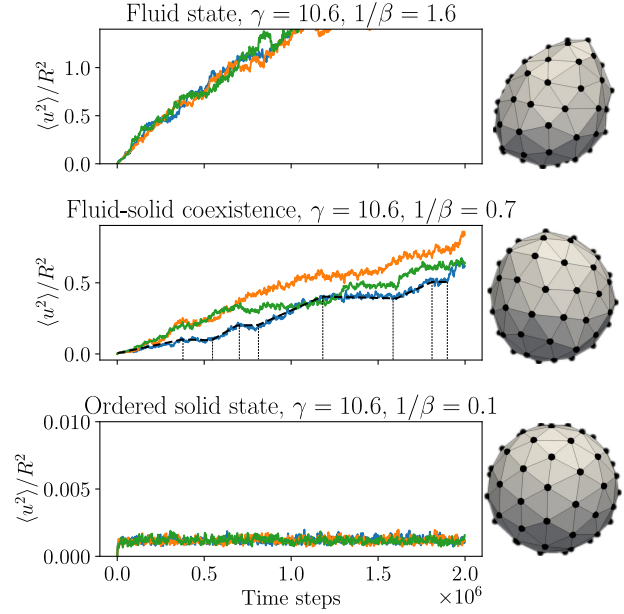 Fluid state, γ = 10.6, 1/β = 1.6
⟨u²⟩/R²
1.0
0.5
0.0
Fluid-solid coexistence, γ = 10.6, 1/β = 0.7
⟨u²⟩/R²
0.5
0.0
Ordered solid state, γ = 10.6, 1/β = 0.1
⟨u²⟩/R²
0.010
0.005
0.000
0.0 0.5 1.0 1.5 2.0
Time steps ×10⁶